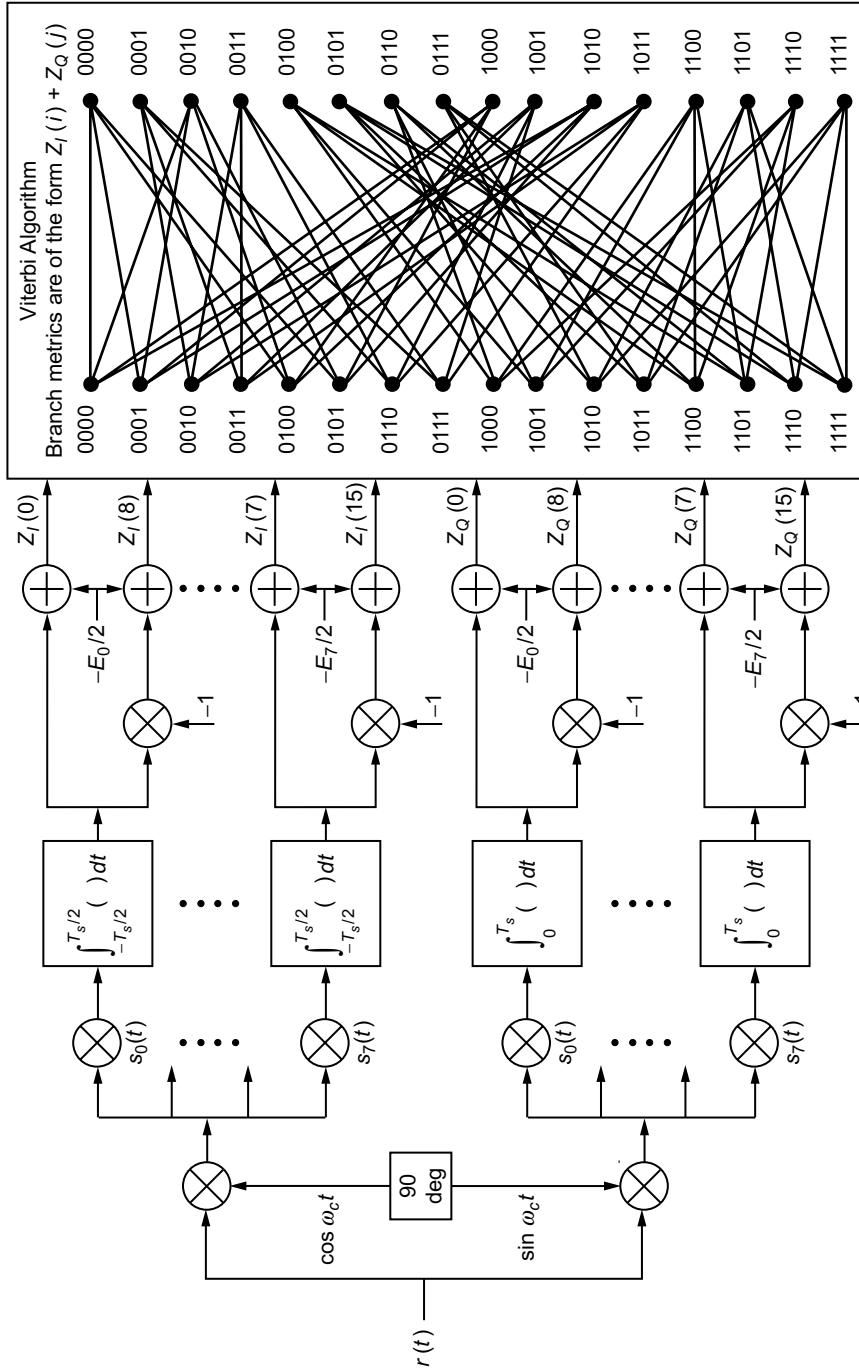 Viterbi Algorithm
Branch metrics are of the form Z_I (i) + Z_Q (j)
r (t)
cos ω_c t
90
deg
sin ω_c t
s_0(t)
s_7(t)
s_0(t)
s_7(t)
∫_{-T_s/2}^{T_s/2} ( ) dt
∫_{-T_s/2}^{T_s/2} ( ) dt
∫_0^{T_s} ( ) dt
∫_0^{T_s} ( ) dt
–1
–1
–1
–1
–E_0/2
–E_7/2
–E_0/2
–E_7/2
Z_I (0)
Z_I (8)
Z_I (7)
Z_I (15)
Z_Q (0)
Z_Q (8)
Z_Q (7)
Z_Q (15)
0000 0000
0001 0001
0010 0010
0011 0011
0100 0100
0101 0101
0110 0110
0111 0111
1000 1000
1001 1001
1010 1010
1011 1011
1100 1100
1101 1101
1110 1110
1111 1111